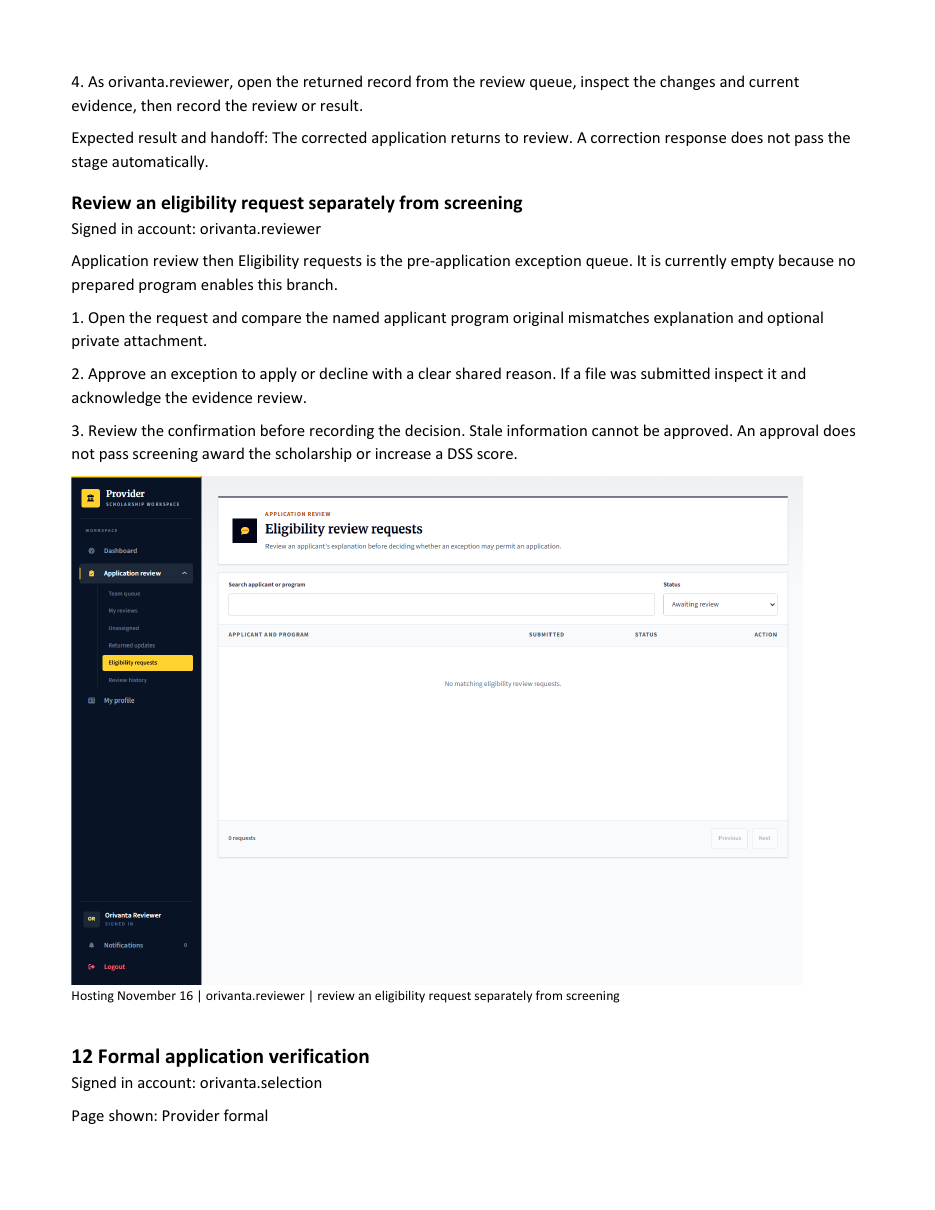 4. As orivanta.reviewer, open the returned record from the review queue, inspect the changes and current
evidence, then record the review or result.
Expected result and handoff: The corrected application returns to review. A correction response does not pass the
stage automatically.
Review an eligibility request separately from screening
Signed in account: orivanta.reviewer
Application review then Eligibility requests is the pre-application exception queue. It is currently empty because no
prepared program enables this branch.
1. Open the request and compare the named applicant program original mismatches explanation and optional
private attachment.
2. Approve an exception to apply or decline with a clear shared reason. If a file was submitted inspect it and
acknowledge the evidence review.
3. Review the confirmation before recording the decision. Stale information cannot be approved. An approval does
not pass screening award the scholarship or increase a DSS score.
Provider
SCHOLARSHIP WORKSPACE
WORKSPACE
Dashboard
Application review
Team queue
My reviews
Unassigned
Returned updates
Eligibility requests
Review history
My profile
OR
Orivanta Reviewer
SIGNED IN
Notifications 0
Logout
APPLICATION REVIEW
Eligibility review requests
Review an applicant's explanation before deciding whether an exception may permit an application.
Search applicant or program
Status
Awaiting review
APPLICANT AND PROGRAM SUBMITTED STATUS ACTION
No matching eligibility review requests.
0 requests
Previous Next
Hosting November 16 | orivanta.reviewer | review an eligibility request separately from screening
12 Formal application verification
Signed in account: orivanta.selection
Page shown: Provider formal